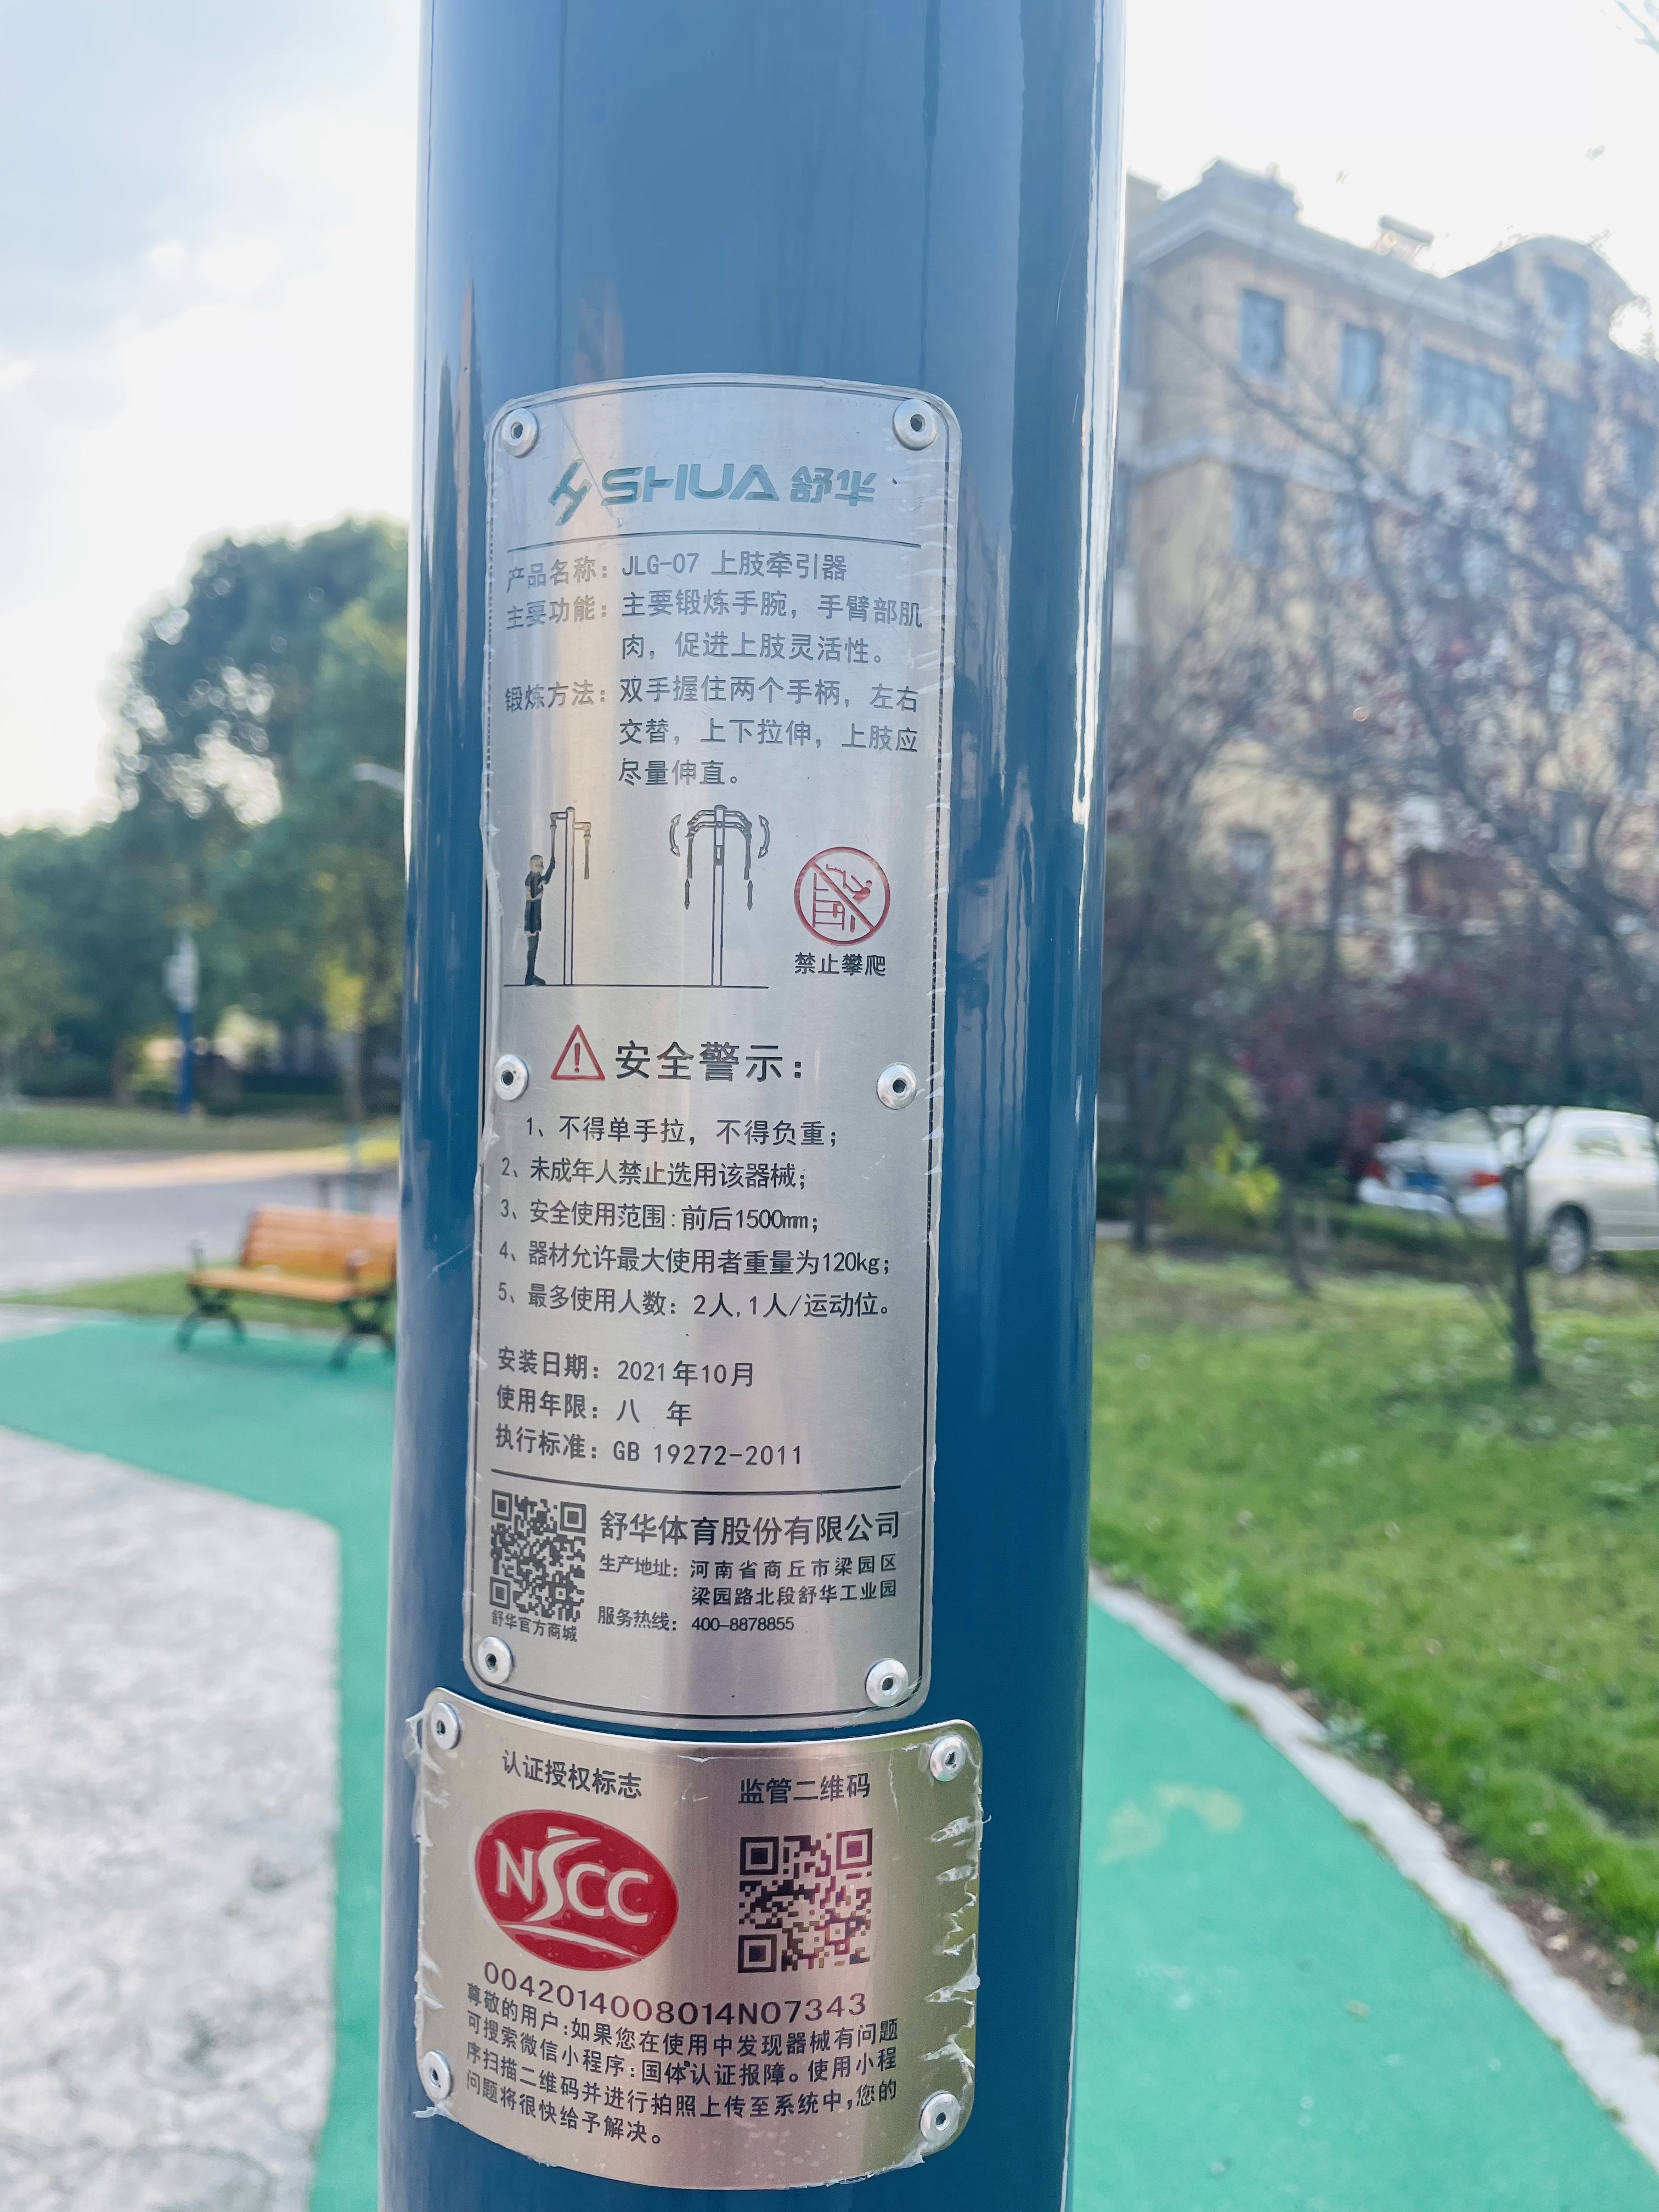 SHUA 舒华
产品名称：JLG-07 上肢牵引器
主要功能：主要锻炼手腕，手臂部肌
肉，促进上肢灵活性。
锻炼方法：双手握住两个手柄，左右
交替，上下拉伸，上肢应
尽量伸直。
禁止攀爬
安全警示：
1、不得单手拉，不得负重；
2、未成年人禁止选用该器械；
3、安全使用范围：前后1500mm；
4、器材允许最大使用者重量为120kg；
5、最多使用人数：2人,1人/运动位。
安装日期：2021年10月
使用年限：八 年
执行标准：GB 19272-2011
舒华体育股份有限公司
生产地址：河南省商丘市梁园区
梁园路北段舒华工业园
服务热线：400-8878855
舒华官方商城
认证授权标志
监管二维码
NSCC
0042014008014N07343
尊敬的用户：如果您在使用中发现器械有问题
可搜索微信小程序：国体认证报障。使用小程
序扫描二维码并进行拍照上传至系统中，您的
问题将很快给予解决。